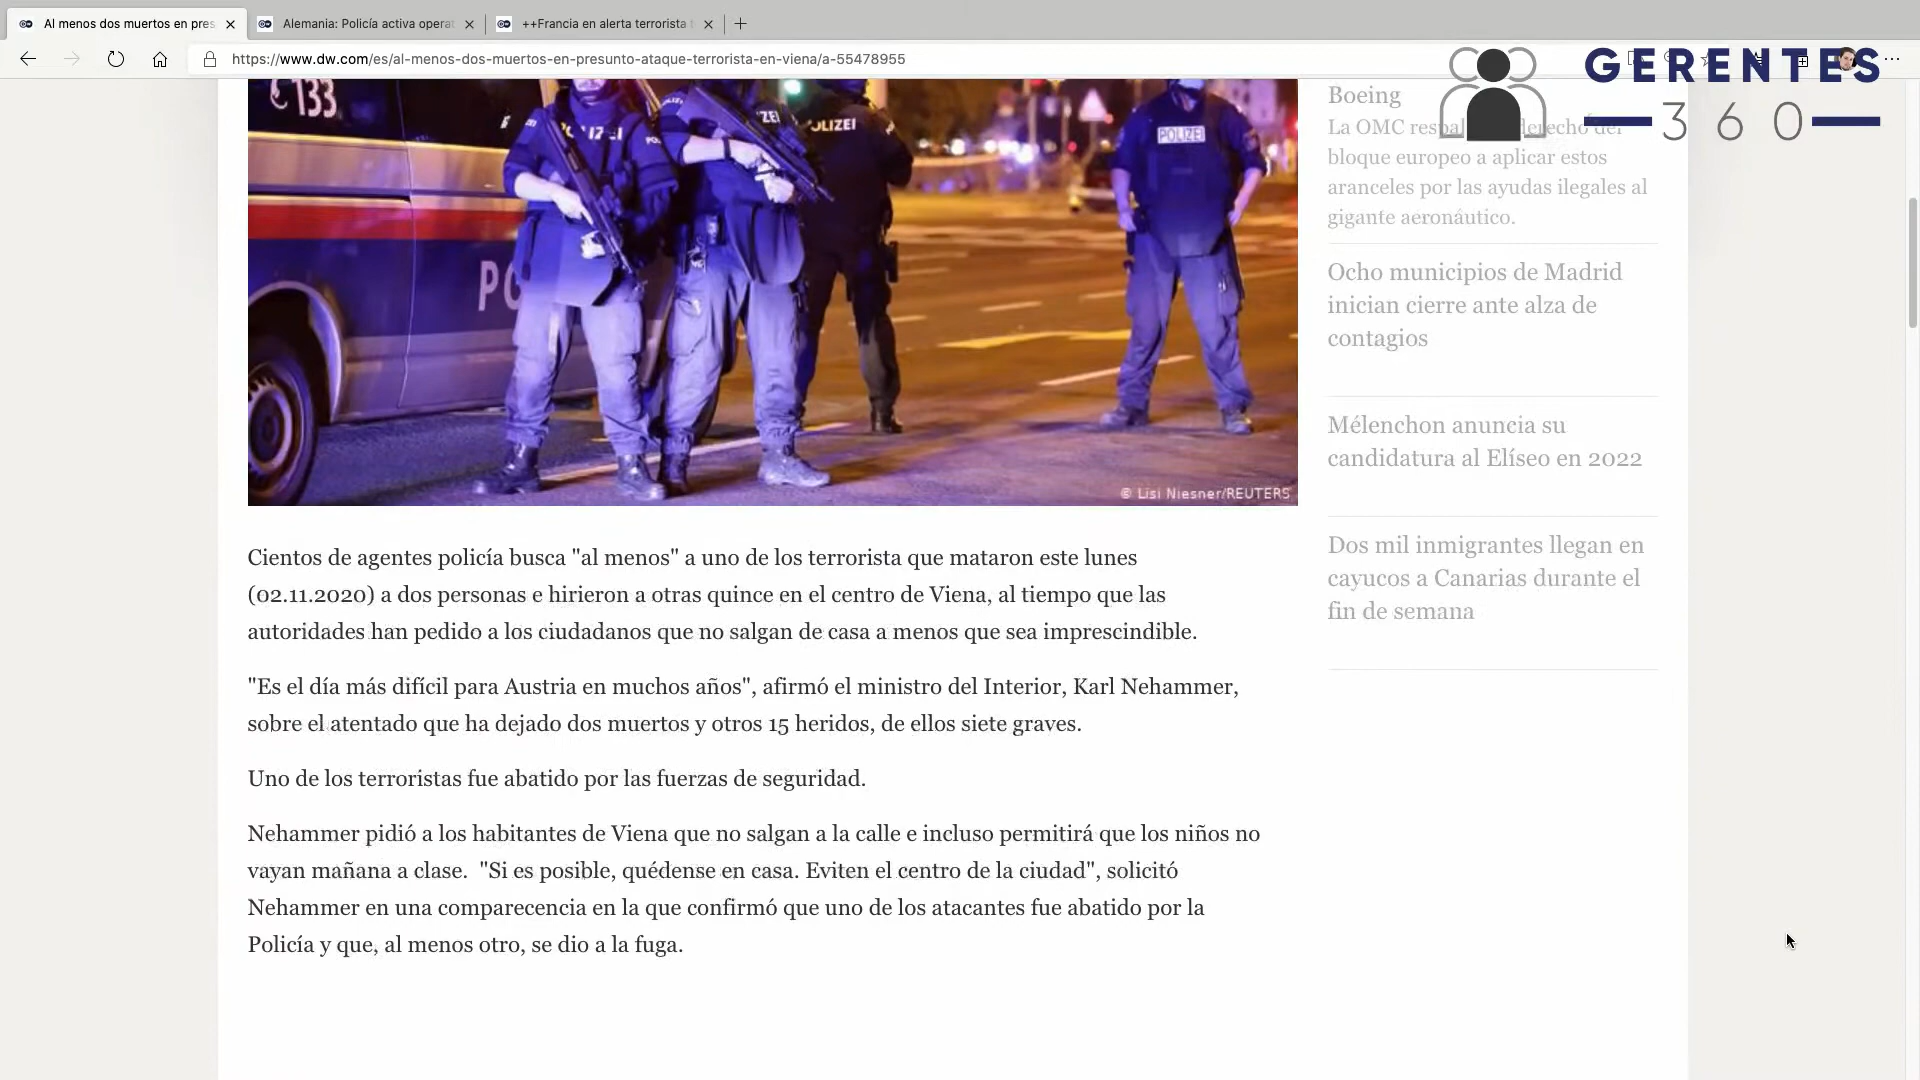 Al menos dos muertos en pres
Alemania: Policía activa opera
++Francia en alerta terrorista t
https://www.dw.com/es/al-menos-dos-muertos-en-presunto-ataque-terrorista-en-viena/a-55478955
GERENTES
360
133
POLIZEI
POLIZEI
POLIZEI
PO
© Lisi Niesner/REUTERS
Cientos de agentes policía busca "al menos" a uno de los terrorista que mataron este lunes
(02.11.2020) a dos personas e hirieron a otras quince en el centro de Viena, al tiempo que las
autoridades han pedido a los ciudadanos que no salgan de casa a menos que sea imprescindible.
"Es el día más difícil para Austria en muchos años", afirmó el ministro del Interior, Karl Nehammer,
sobre el atentado que ha dejado dos muertos y otros 15 heridos, de ellos siete graves.
Uno de los terroristas fue abatido por las fuerzas de seguridad.
Nehammer pidió a los habitantes de Viena que no salgan a la calle e incluso permitirá que los niños no
vayan mañana a clase. "Si es posible, quédense en casa. Eviten el centro de la ciudad", solicitó
Nehammer en una comparecencia en la que confirmó que uno de los atacantes fue abatido por la
Policía y que, al menos otro, se dio a la fuga.
Boeing
La OMC respal derecho del
bloque europeo a aplicar estos
aranceles por las ayudas ilegales al
gigante aeronáutico.
Ocho municipios de Madrid
inician cierre ante alza de
contagios
Mélenchon anuncia su
candidatura al Elíseo en 2022
Dos mil inmigrantes llegan en
cayucos a Canarias durante el
fin de semana